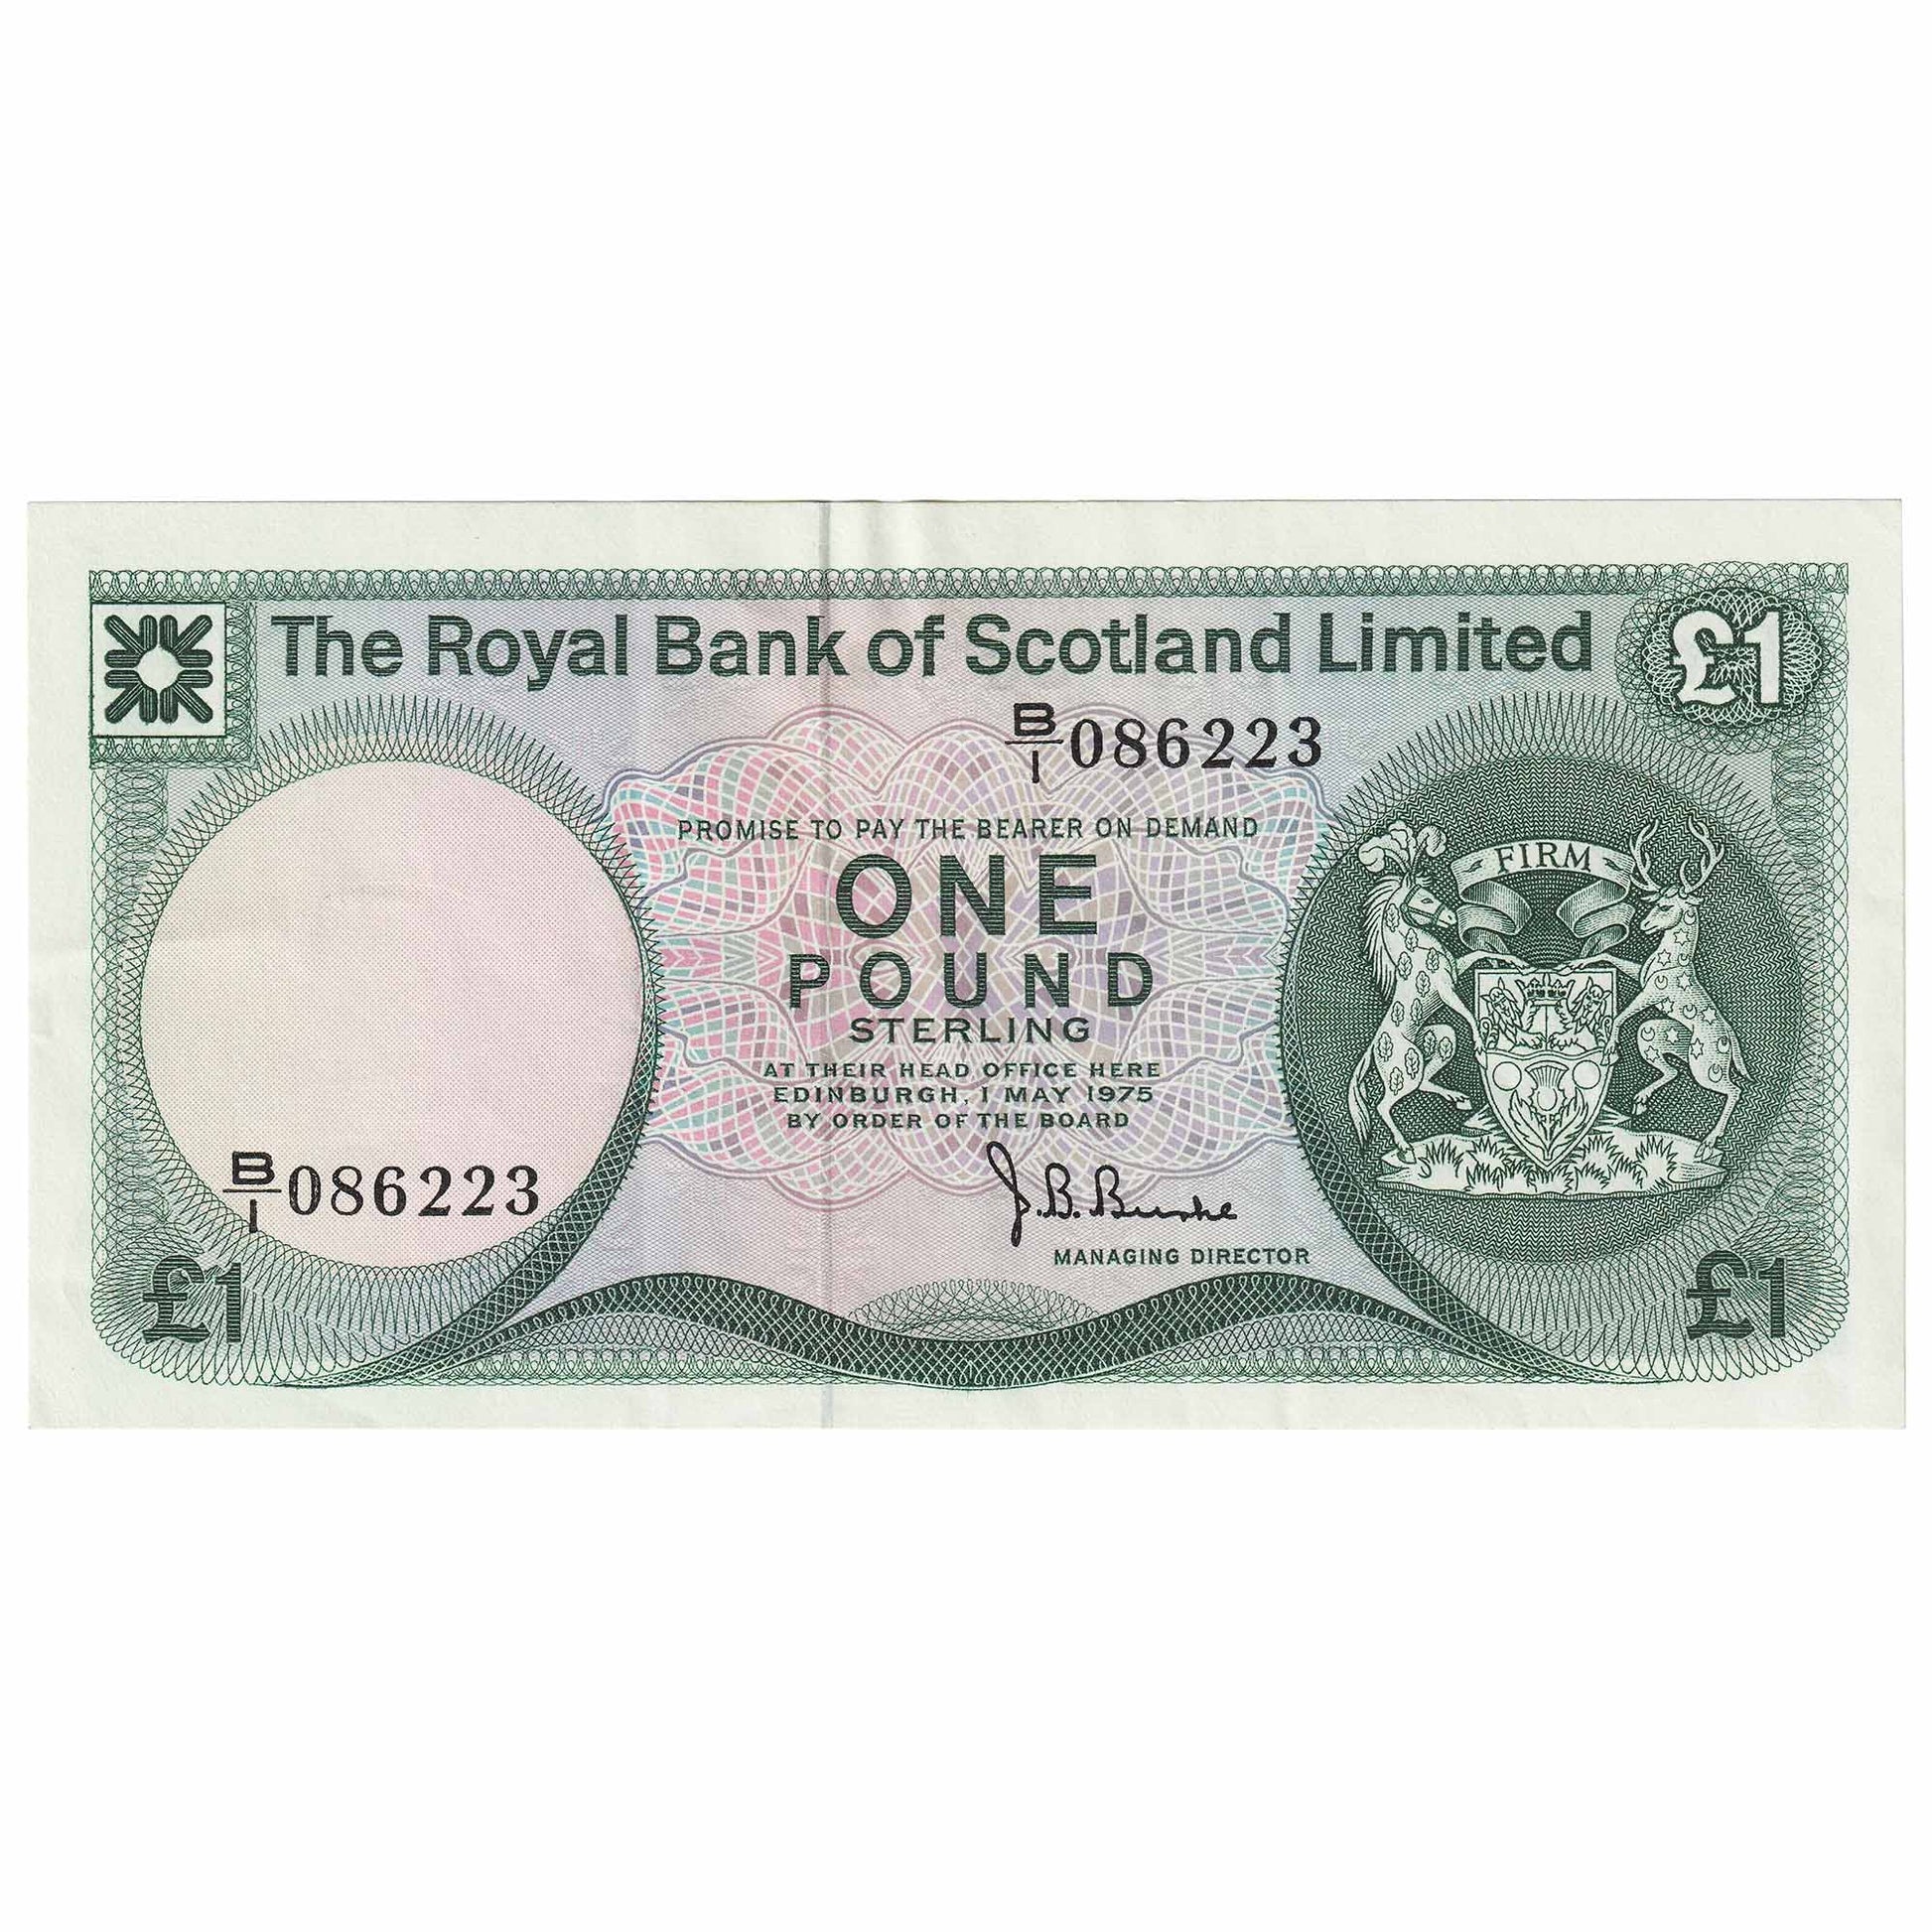 The Royal Bank of Scotland Limited
£1
B/1 086223
PROMISE TO PAY THE BEARER ON DEMAND
FIRM
ONE
POUND
STERLING
AT THEIR HEAD OFFICE HERE
EDINBURGH, 1 MAY 1975
BY ORDER OF THE BOARD
B/1 086223
J. B. Burke
MANAGING DIRECTOR
£1
£1